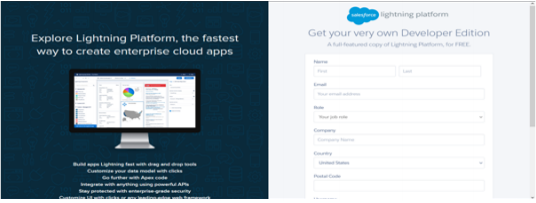 Explore Lightning Platform, the fastest
way to create enterprise cloud apps
Build apps Lightning fast with drag and drop tools
Customize your data model with clicks
Go further with Apex code
Integrate with anything using powerful APIs
Stay protected with enterprise-grade security
Customize UI with clicks or any leading-edge web framework
salesforce lightning platform
Get your very own Developer Edition
A full-featured copy of Lightning Platform, for FREE.
Name
First Last
Email
Your email address
Role
Your job role
Company
Company Name
Country
United States
Postal Code